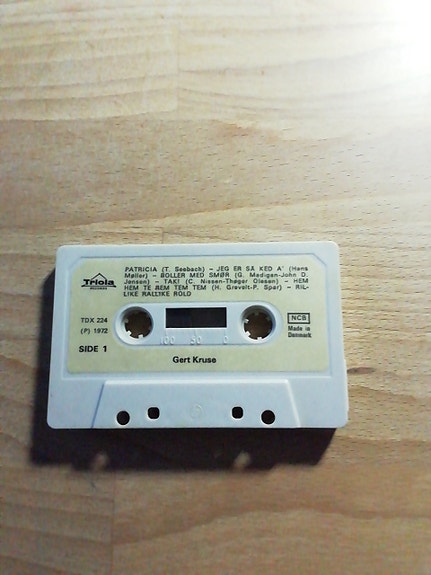 PATRICIA (T. Seebach) – JEG ER SÅ KED A' (Hans
Møller) – BOLLER MED SMØR (G. Madigan-John D.
Jensen) – TAK! (C. Nissen-Thøger Olesen) – HEM
HEM TE REM TEM TEM (H. Grevelt-P. Spar) – RIL-
LIKE RALLIKE ROLD
Triola
RECORDS
TDX 224
(P) 1972
SIDE 1
100 50 0
NCB
Made in
Denmark
Gert Kruse